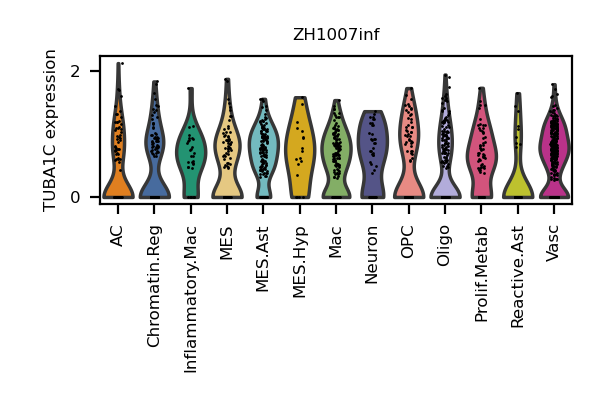 ZH1007inf
TUBA1C expression
2
0
AC
Chromatin.Reg
Inflammatory.Mac
MES
MES.Ast
MES.Hyp
Mac
Neuron
OPC
Oligo
Prolif.Metab
Reactive.Ast
Vasc